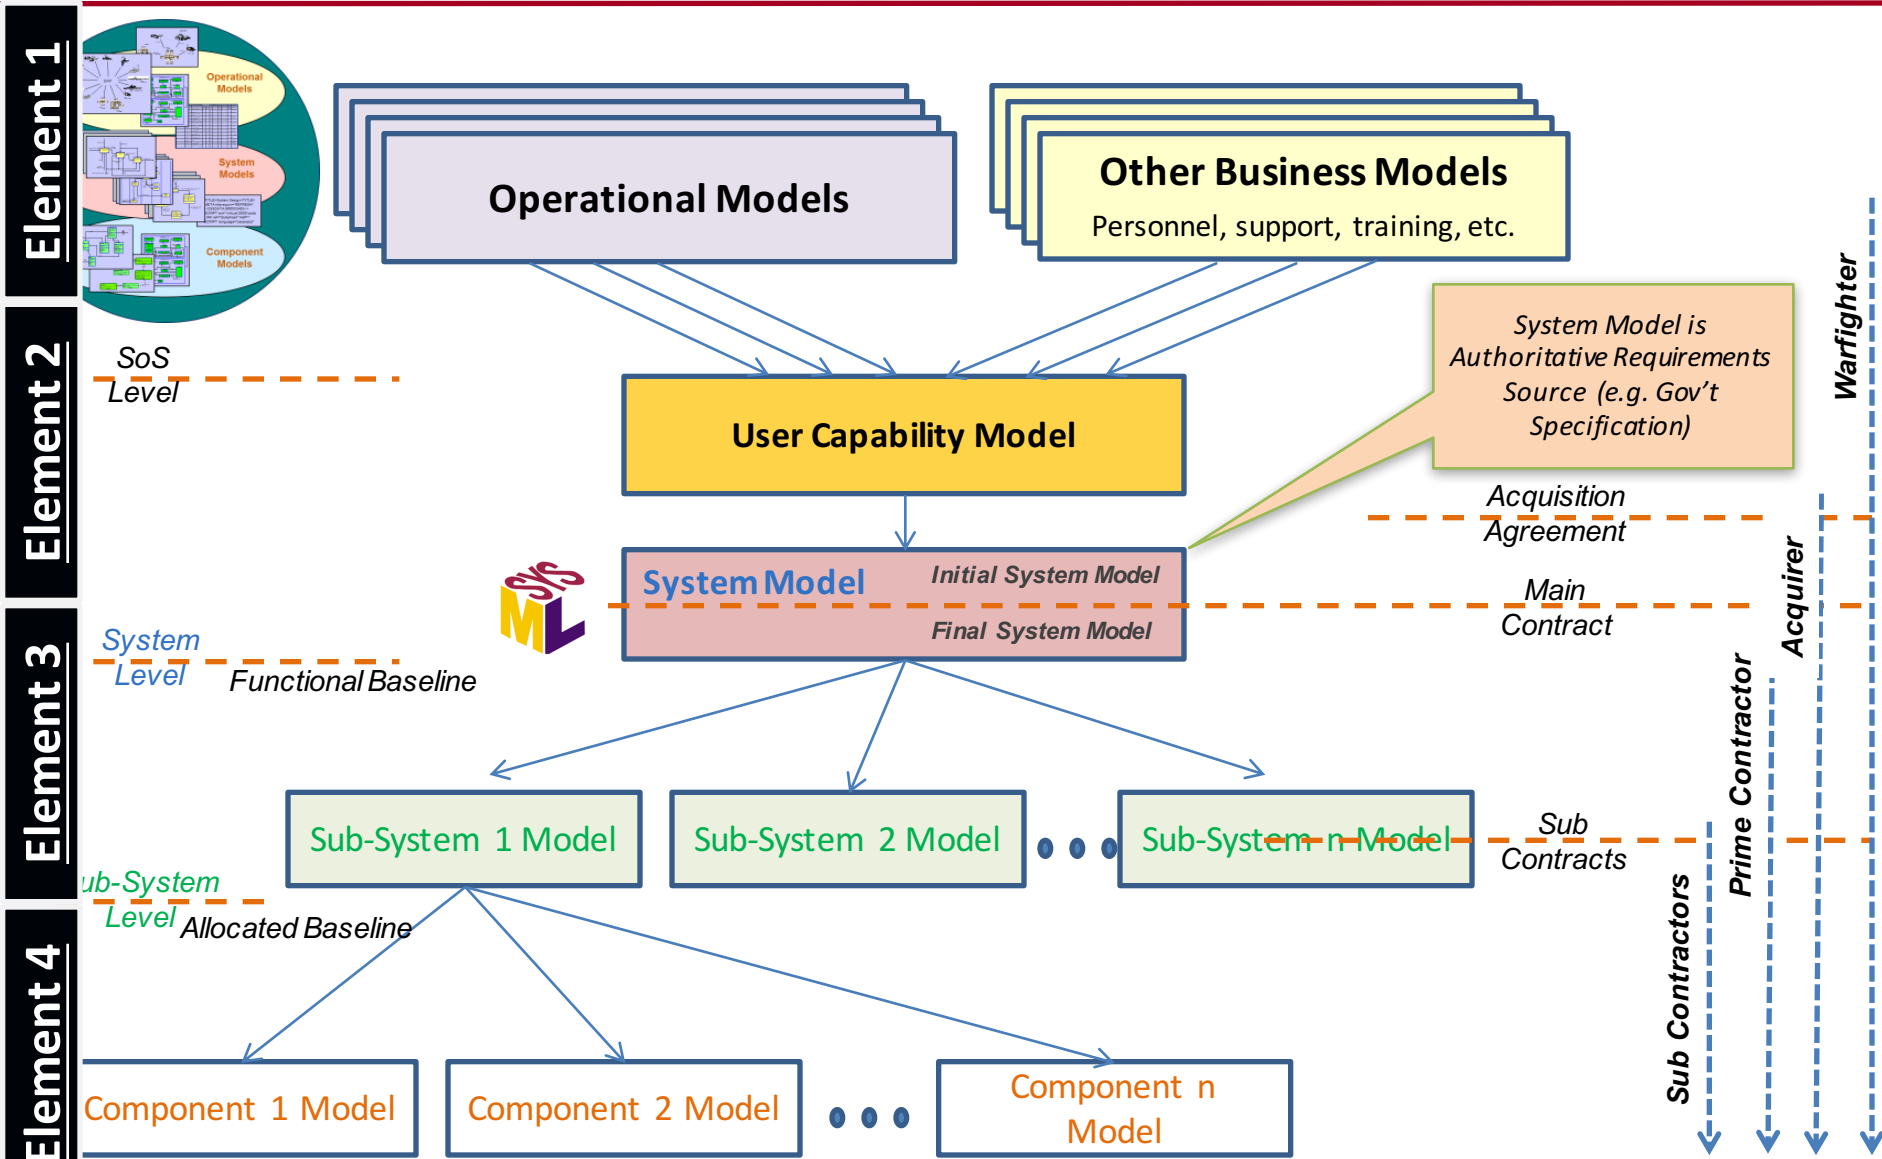 Element 1
Operational
Models
System
Models
Component
Models
Operational Models
Other Business Models
Personnel, support, training, etc.
Warfighter
Element 2
SoS
Level
User Capability Model
System Model is
Authoritative Requirements
Source (e.g. Gov't
Specification)
Acquisition
Agreement
SYS
ML
System Model
Initial System Model
Final System Model
Main
Contract
Acquirer
Element 3
System
Level
Functional Baseline
Prime Contractor
Sub-System 1 Model
Sub-System 2 Model
Sub-System n Model
Sub
Contracts
ub-System
Level
Allocated Baseline
Sub Contractors
Element 4
Component 1 Model
Component 2 Model
Component n
Model